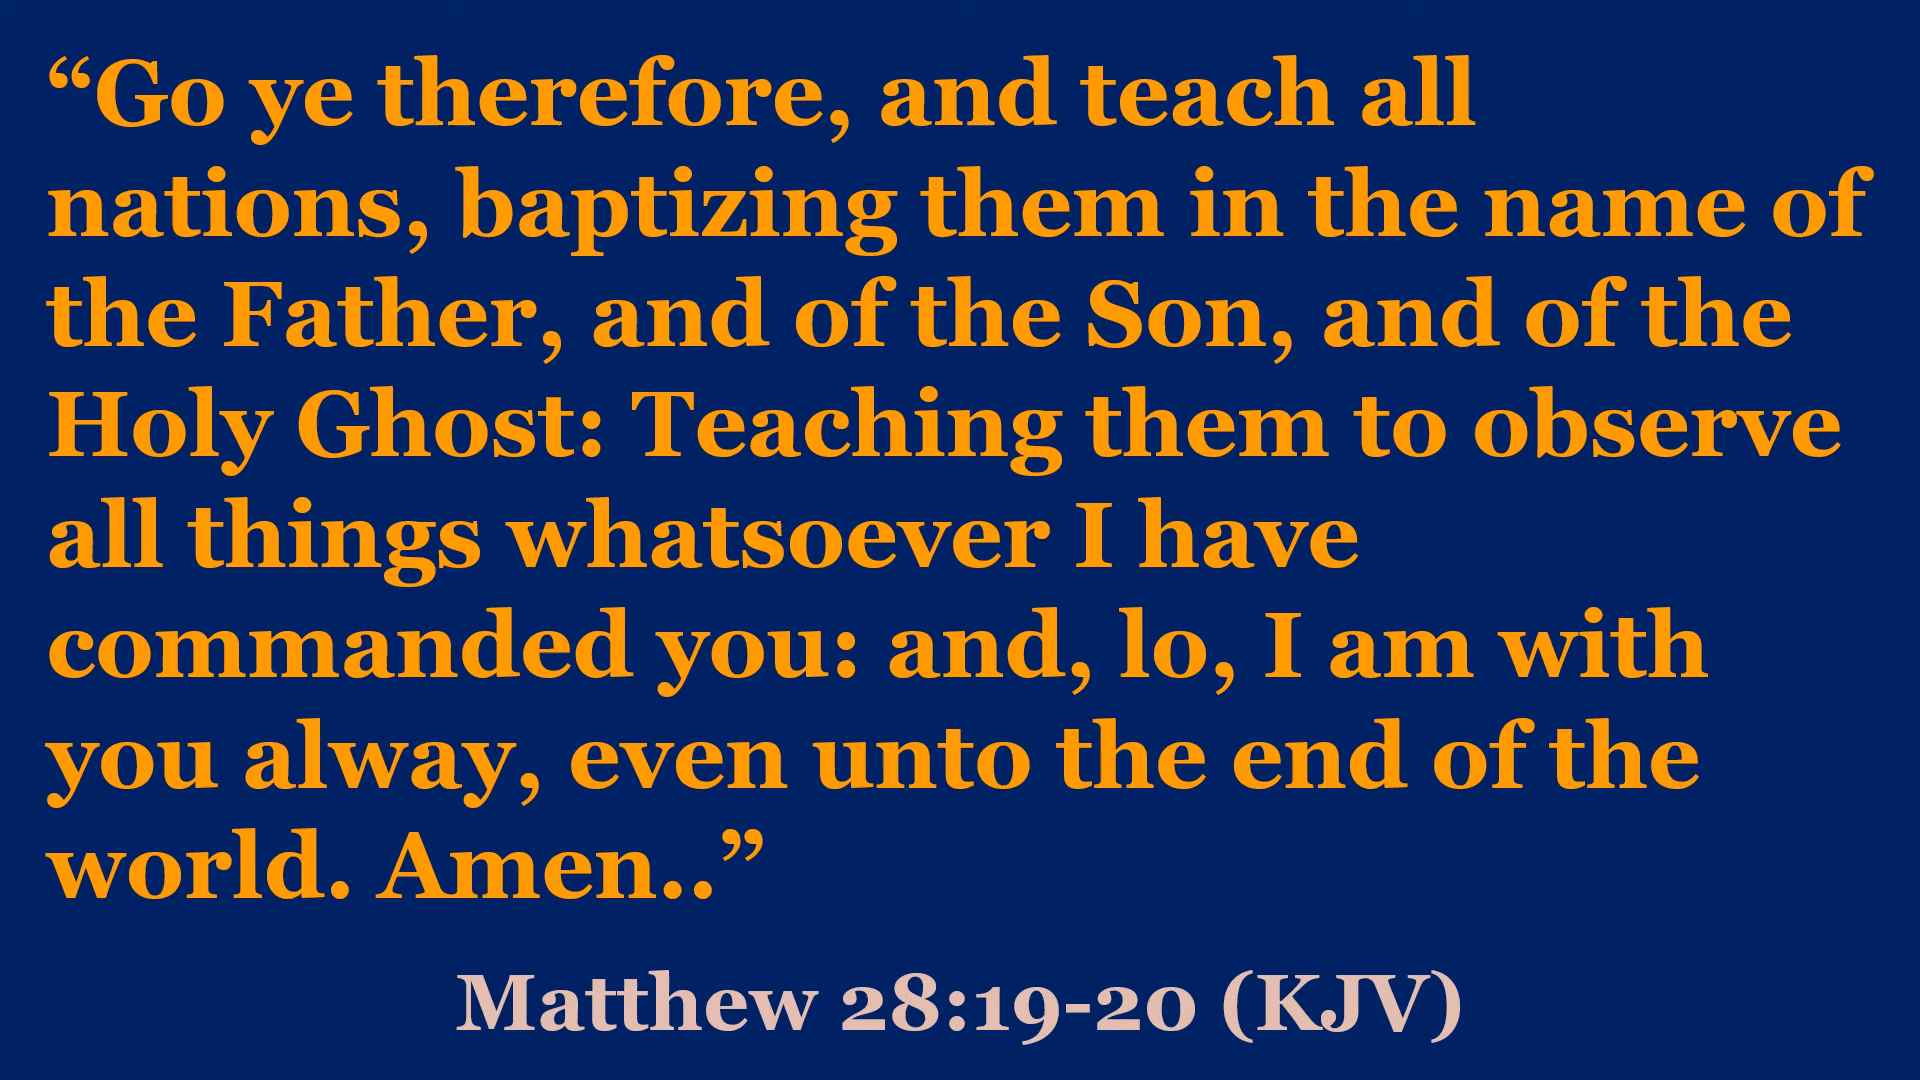 “Go ye therefore, and teach all
nations, baptizing them in the name of
the Father, and of the Son, and of the
Holy Ghost: Teaching them to observe
all things whatsoever I have
commanded you: and, lo, I am with
you alway, even unto the end of the
world. Amen..”
Matthew 28:19-20 (KJV)